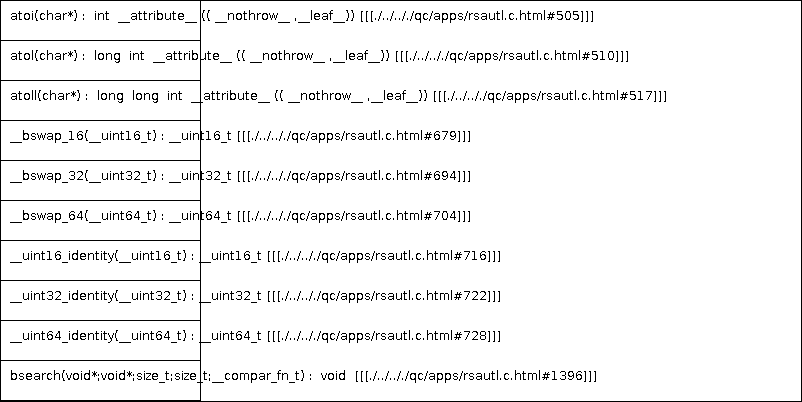 atoi(char*) : int __attribute__ (( __nothrow__ ,__leaf__)) [[[./../.././qc/apps/rsautl.c.html#505]]]
atol(char*) : long int __attribute__ (( __nothrow__ ,__leaf__)) [[[./../.././qc/apps/rsautl.c.html#510]]]
atoll(char*) : long long int __attribute__ (( __nothrow__ ,__leaf__)) [[[./../.././qc/apps/rsautl.c.html#517]]]
__bswap_16(__uint16_t) : __uint16_t [[[./../.././qc/apps/rsautl.c.html#679]]]
__bswap_32(__uint32_t) : __uint32_t [[[./../.././qc/apps/rsautl.c.html#694]]]
__bswap_64(__uint64_t) : __uint64_t [[[./../.././qc/apps/rsautl.c.html#704]]]
__uint16_identity(__uint16_t) : __uint16_t [[[./../.././qc/apps/rsautl.c.html#716]]]
__uint32_identity(__uint32_t) : __uint32_t [[[./../.././qc/apps/rsautl.c.html#722]]]
__uint64_identity(__uint64_t) : __uint64_t [[[./../.././qc/apps/rsautl.c.html#728]]]
bsearch(void*;void*;size_t;size_t;__compar_fn_t) : void [[[./../.././qc/apps/rsautl.c.html#1396]]]